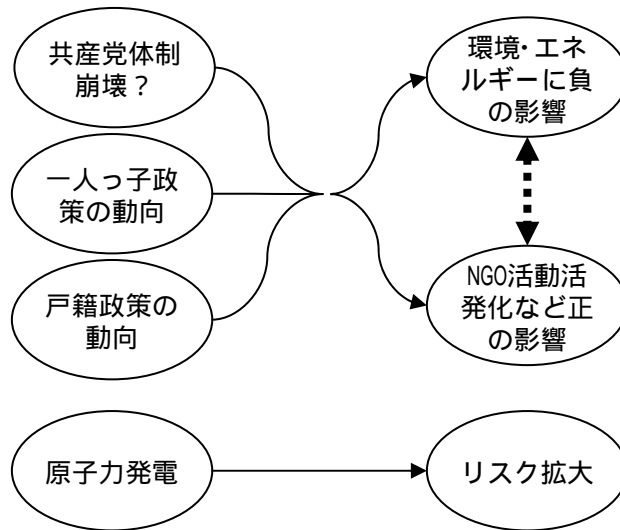 共産党体制
崩壊？
一人っ子政
策の動向
戸籍政策の
動向
原子力発電
環境・エネ
ルギーに負
の影響
NGO活動活
発化など正
の影響
リスク拡大